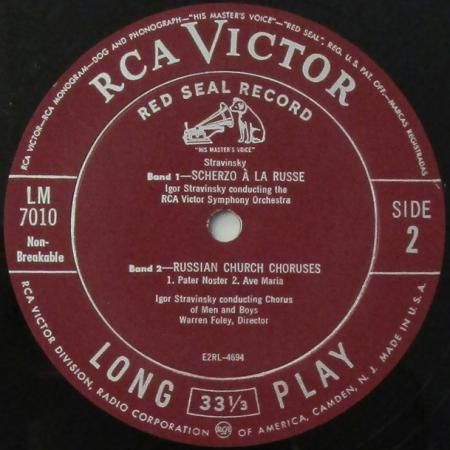 RCA VICTOR—RCA MONOGRAM—DOG AND PHONOGRAPH—"HIS MASTER'S VOICE"—"RED SEAL". REG. U.S. PAT. OFF.—MARCAS REGISTRADAS
RCA VICTOR
RED SEAL RECORD
"HIS MASTER'S VOICE"
Stravinsky
Band 1—SCHERZO À LA RUSSE
Igor Stravinsky conducting the
RCA Victor Symphony Orchestra
LM
7010
Non-
Breakable
SIDE
2
Band 2—RUSSIAN CHURCH CHORUSES
1. Pater Noster 2. Ave Maria
Igor Stravinsky conducting Chorus
of Men and Boys
Warren Foley, Director
E2RL-4694
LONG PLAY
33⅓
RCA VICTOR DIVISION, RADIO CORPORATION RCA OF AMERICA, CAMDEN, N. J. MADE IN U.S.A.